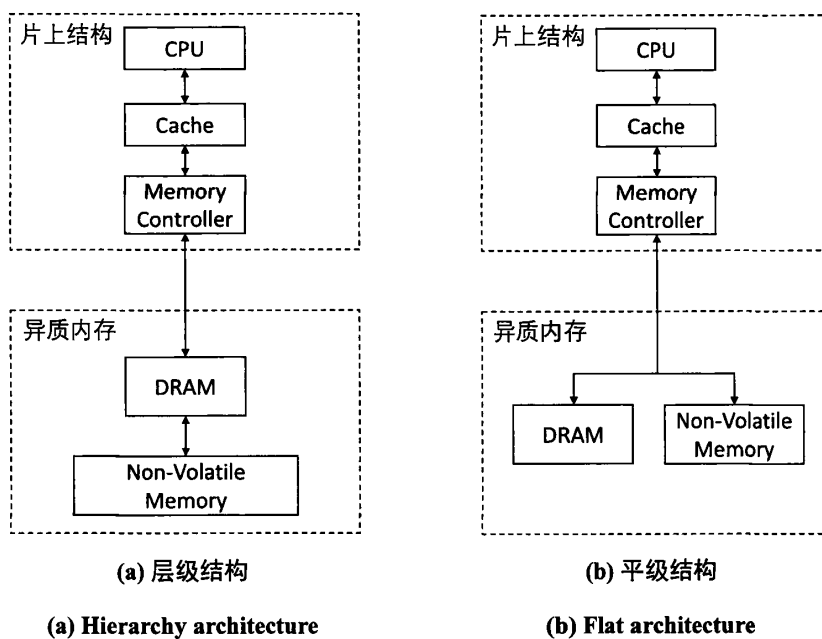 片上结构
CPU
Cache
Memory
Controller
异质内存
DRAM
Non-Volatile
Memory
(a) 层级结构
(a) Hierarchy architecture
片上结构
CPU
Cache
Memory
Controller
异质内存
DRAM
Non-Volatile
Memory
(b) 平级结构
(b) Flat architecture